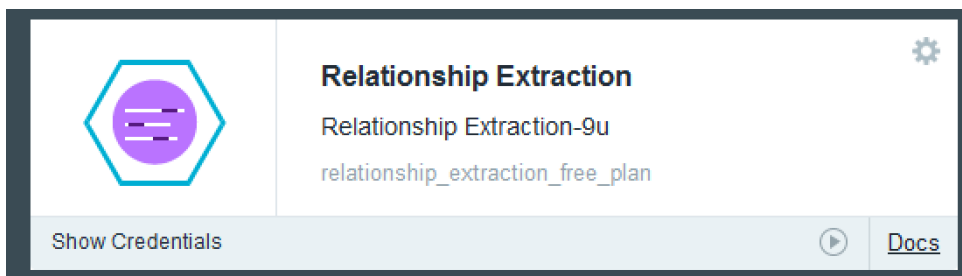 Relationship Extraction
Relationship Extraction-9u
relationship_extraction_free_plan
Show Credentials
Docs